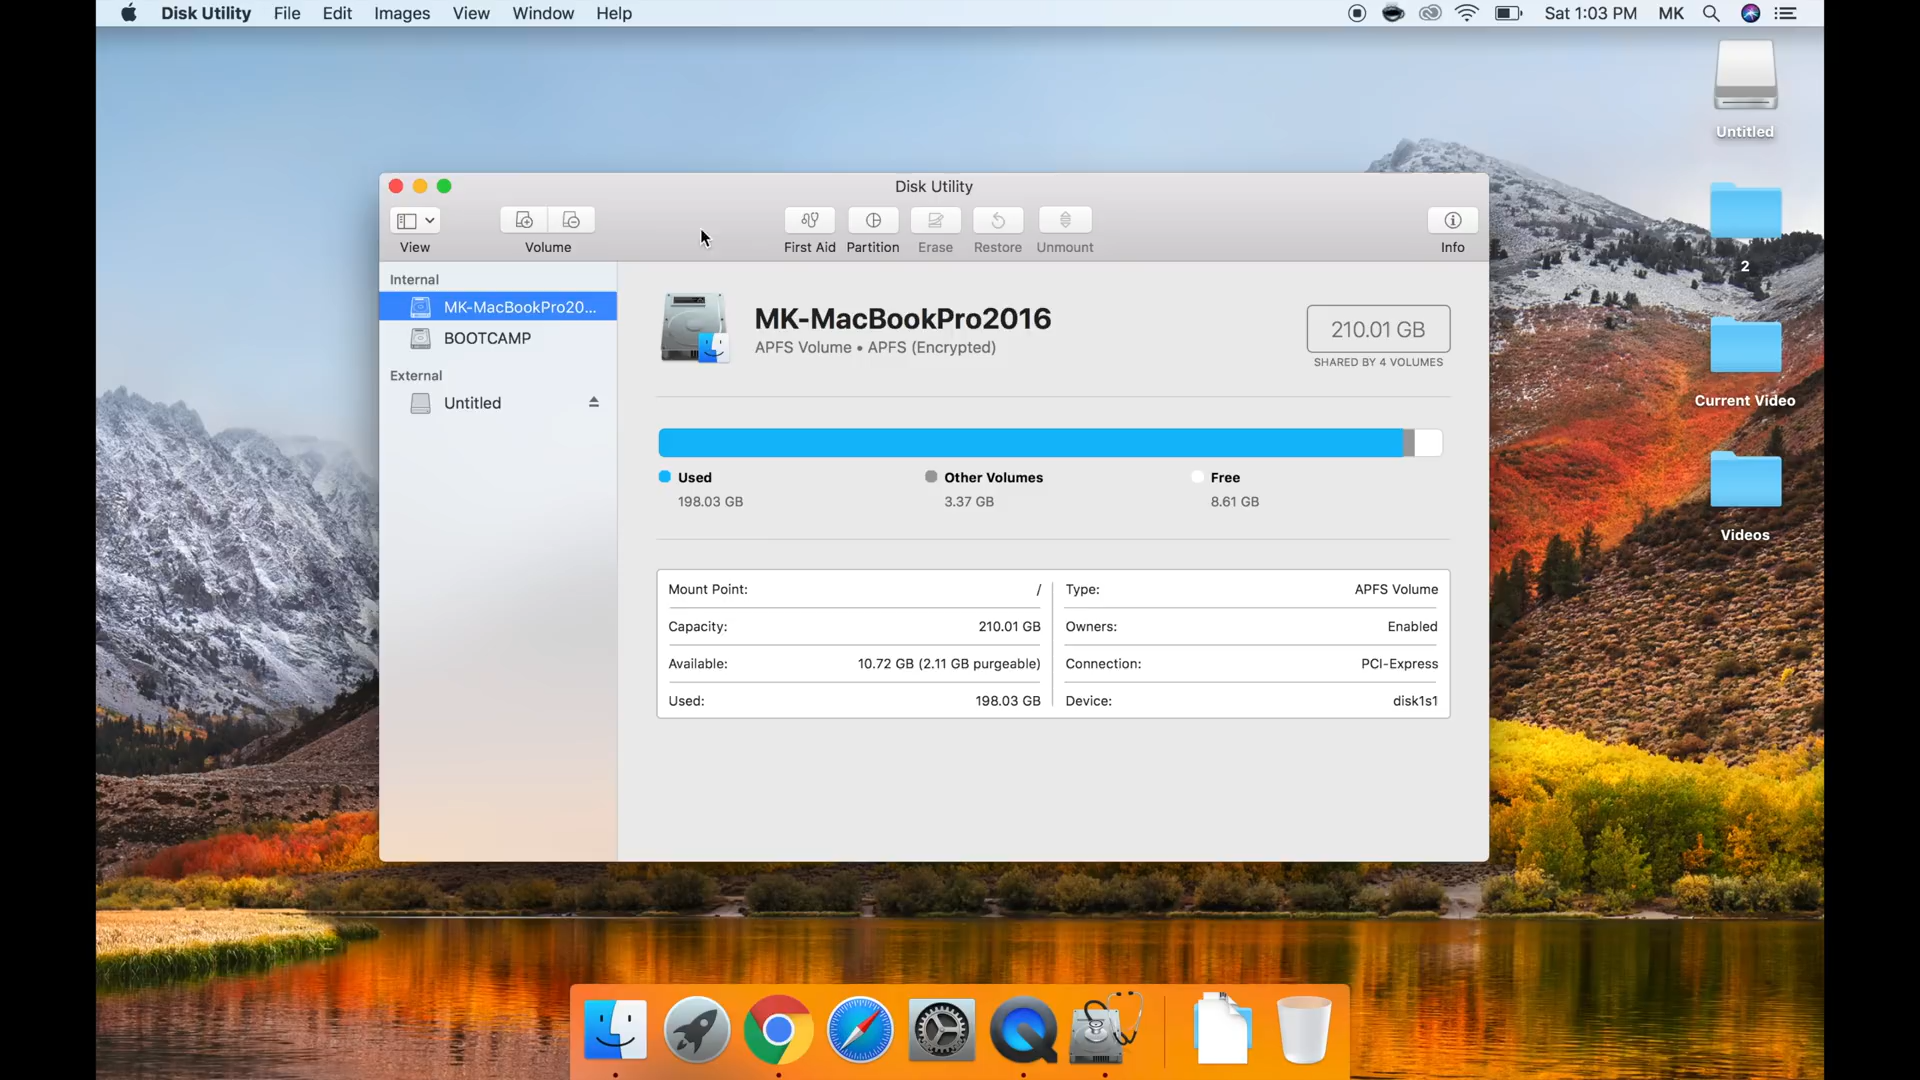 Disk Utility File Edit Images View Window Help Sat 1:03 PM MK
Untitled
2
Current Video
Videos
Disk Utility
View Volume First Aid Partition Erase Restore Unmount Info
Internal
MK-MacBookPro20...
BOOTCAMP
External
Untitled
MK-MacBookPro2016
APFS Volume • APFS (Encrypted)
210.01 GB
SHARED BY 4 VOLUMES
Used Other Volumes Free
198.03 GB 3.37 GB 8.61 GB
Mount Point: / Type: APFS Volume
Capacity: 210.01 GB Owners: Enabled
Available: 10.72 GB (2.11 GB purgeable) Connection: PCI-Express
Used: 198.03 GB Device: disk1s1